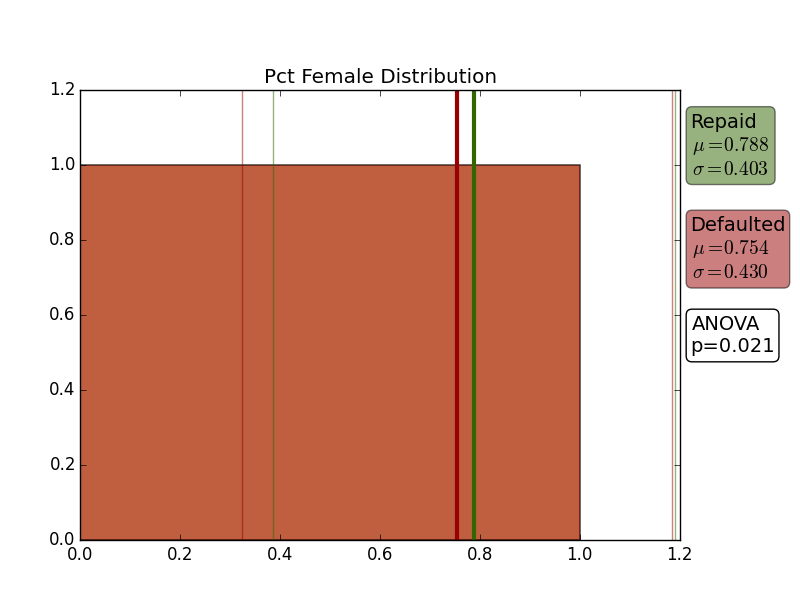 Pct Female Distribution
1.2
1.0
0.8
0.6
0.4
0.2
0.0
0.0 0.2 0.4 0.6 0.8 1.0 1.2
Repaid
μ=0.788
σ=0.403
Defaulted
μ=0.754
σ=0.430
ANOVA
p=0.021